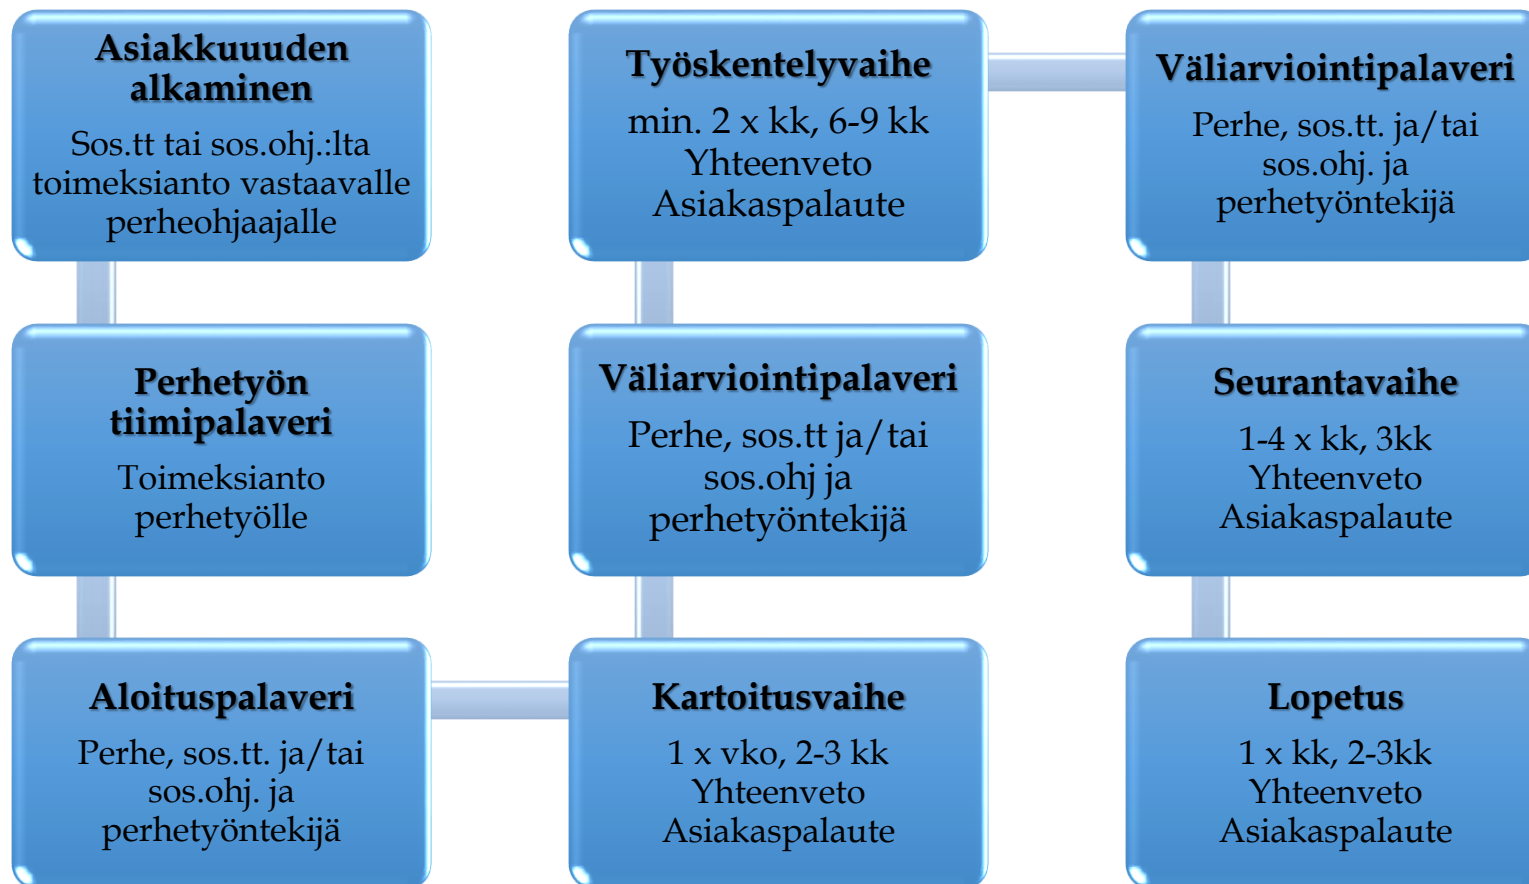 Asiakkuuuden
alkaminen
Sos.tt tai sos.ohj.:lta
toimeksianto vastaavalle
perheohjaajalle
Perhetyön
tiimipalaveri
Toimeksianto
perhetyölle
Aloituspalaveri
Perhe, sos.tt. ja/tai
sos.ohj. ja
perhetyöntekijä
Kartoitusvaihe
1 x vko, 2-3 kk
Yhteenveto
Asiakaspalaute
Väliarviointipalaveri
Perhe, sos.tt ja/tai
sos.ohj ja
perhetyöntekijä
Työskentelyvaihe
min. 2 x kk, 6-9 kk
Yhteenveto
Asiakaspalaute
Väliarviointipalaveri
Perhe, sos.tt. ja/tai
sos.ohj. ja
perhetyöntekijä
Seurantavaihe
1-4 x kk, 3kk
Yhteenveto
Asiakaspalaute
Lopetus
1 x kk, 2-3kk
Yhteenveto
Asiakaspalaute